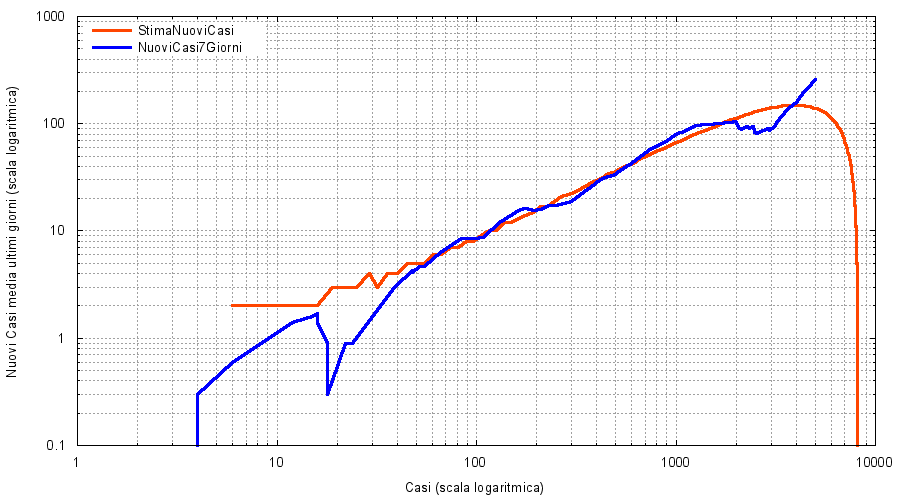 1000
StimaNuoviCasi
NuoviCasi7Giorni
100
10
1
0.1
Nuovi Casi media ultimi giorni (scala logaritmica)
1 10 100 1000 10000
Casi (scala logaritmica)